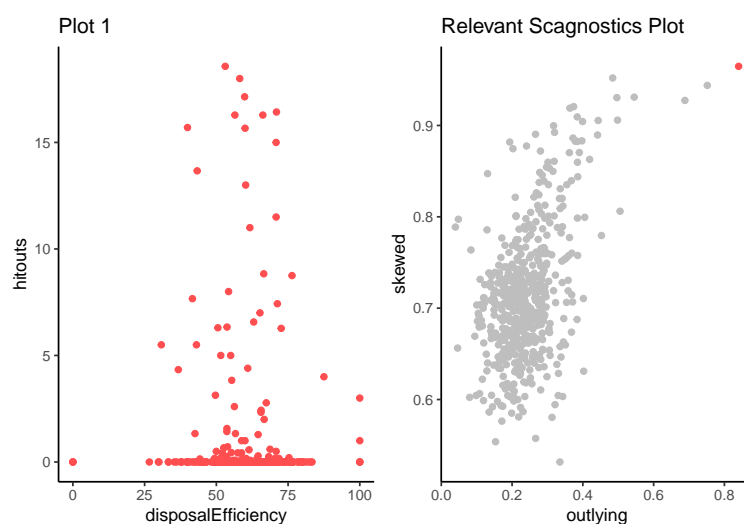 Plot 1
hitouts
15
10
5
0
0 25 50 75 100
disposalEfficiency
Relevant Scagnostics Plot
skewed
0.9
0.8
0.7
0.6
0.0 0.2 0.4 0.6 0.8
outlying